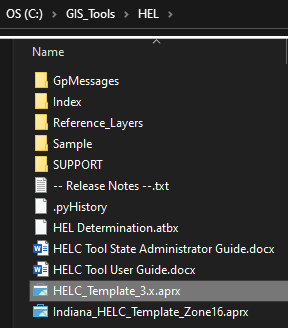 OS (C:) > GIS_Tools > HEL >
Name
GpMessages
Index
Reference_Layers
Sample
SUPPORT
-- Release Notes --.txt
.pyHistory
HEL Determination.atbx
HELC Tool State Administrator Guide.docx
HELC Tool User Guide.docx
HELC_Template_3.x.aprx
Indiana_HELC_Template_Zone16.aprx